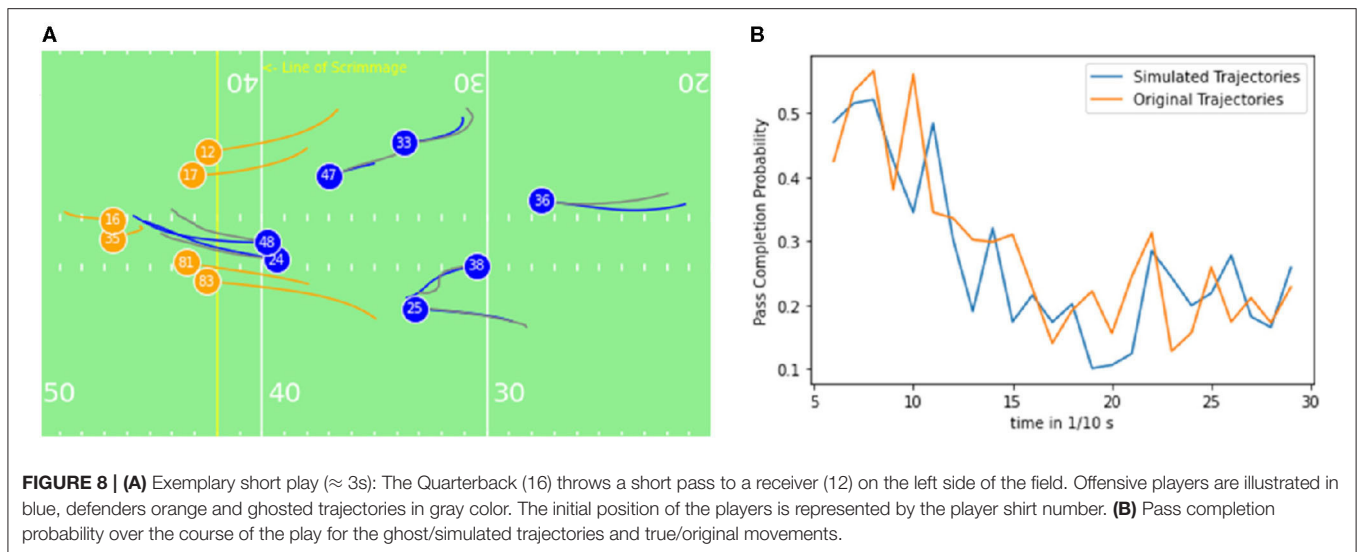 A
B
<- Line of Scrimmage
40
30
20
12
33
17
47
36
16
35
48
24
81
38
83
25
50
40
30
Simulated Trajectories
Original Trajectories
0.5
0.4
0.3
0.2
0.1
Pass Completion Probability
5 10 15 20 25 30
time in 1/10 s
FIGURE 8 | (A) Exemplary short play (≈ 3s): The Quarterback (16) throws a short pass to a receiver (12) on the left side of the field. Offensive players are illustrated in
blue, defenders orange and ghosted trajectories in gray color. The initial position of the players is represented by the player shirt number. (B) Pass completion
probability over the course of the play for the ghost/simulated trajectories and true/original movements.